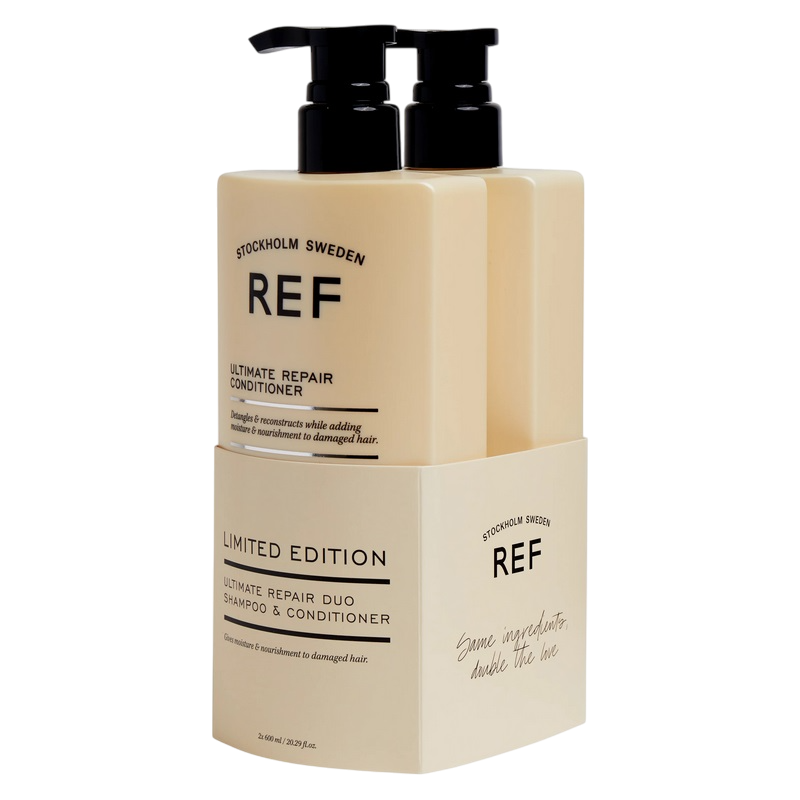 STOCKHOLM SWEDEN
REF
ULTIMATE REPAIR
CONDITIONER
Detangles & reconstructs while adding
moisture & nourishment to damaged hair.
LIMITED EDITION
ULTIMATE REPAIR DUO
SHAMPOO & CONDITIONER
Gives moisture & nourishment to damaged hair.
2x 600 ml / 20.29 fl.oz.
STOCKHOLM SWEDEN
REF
Same ingredients,
double the love